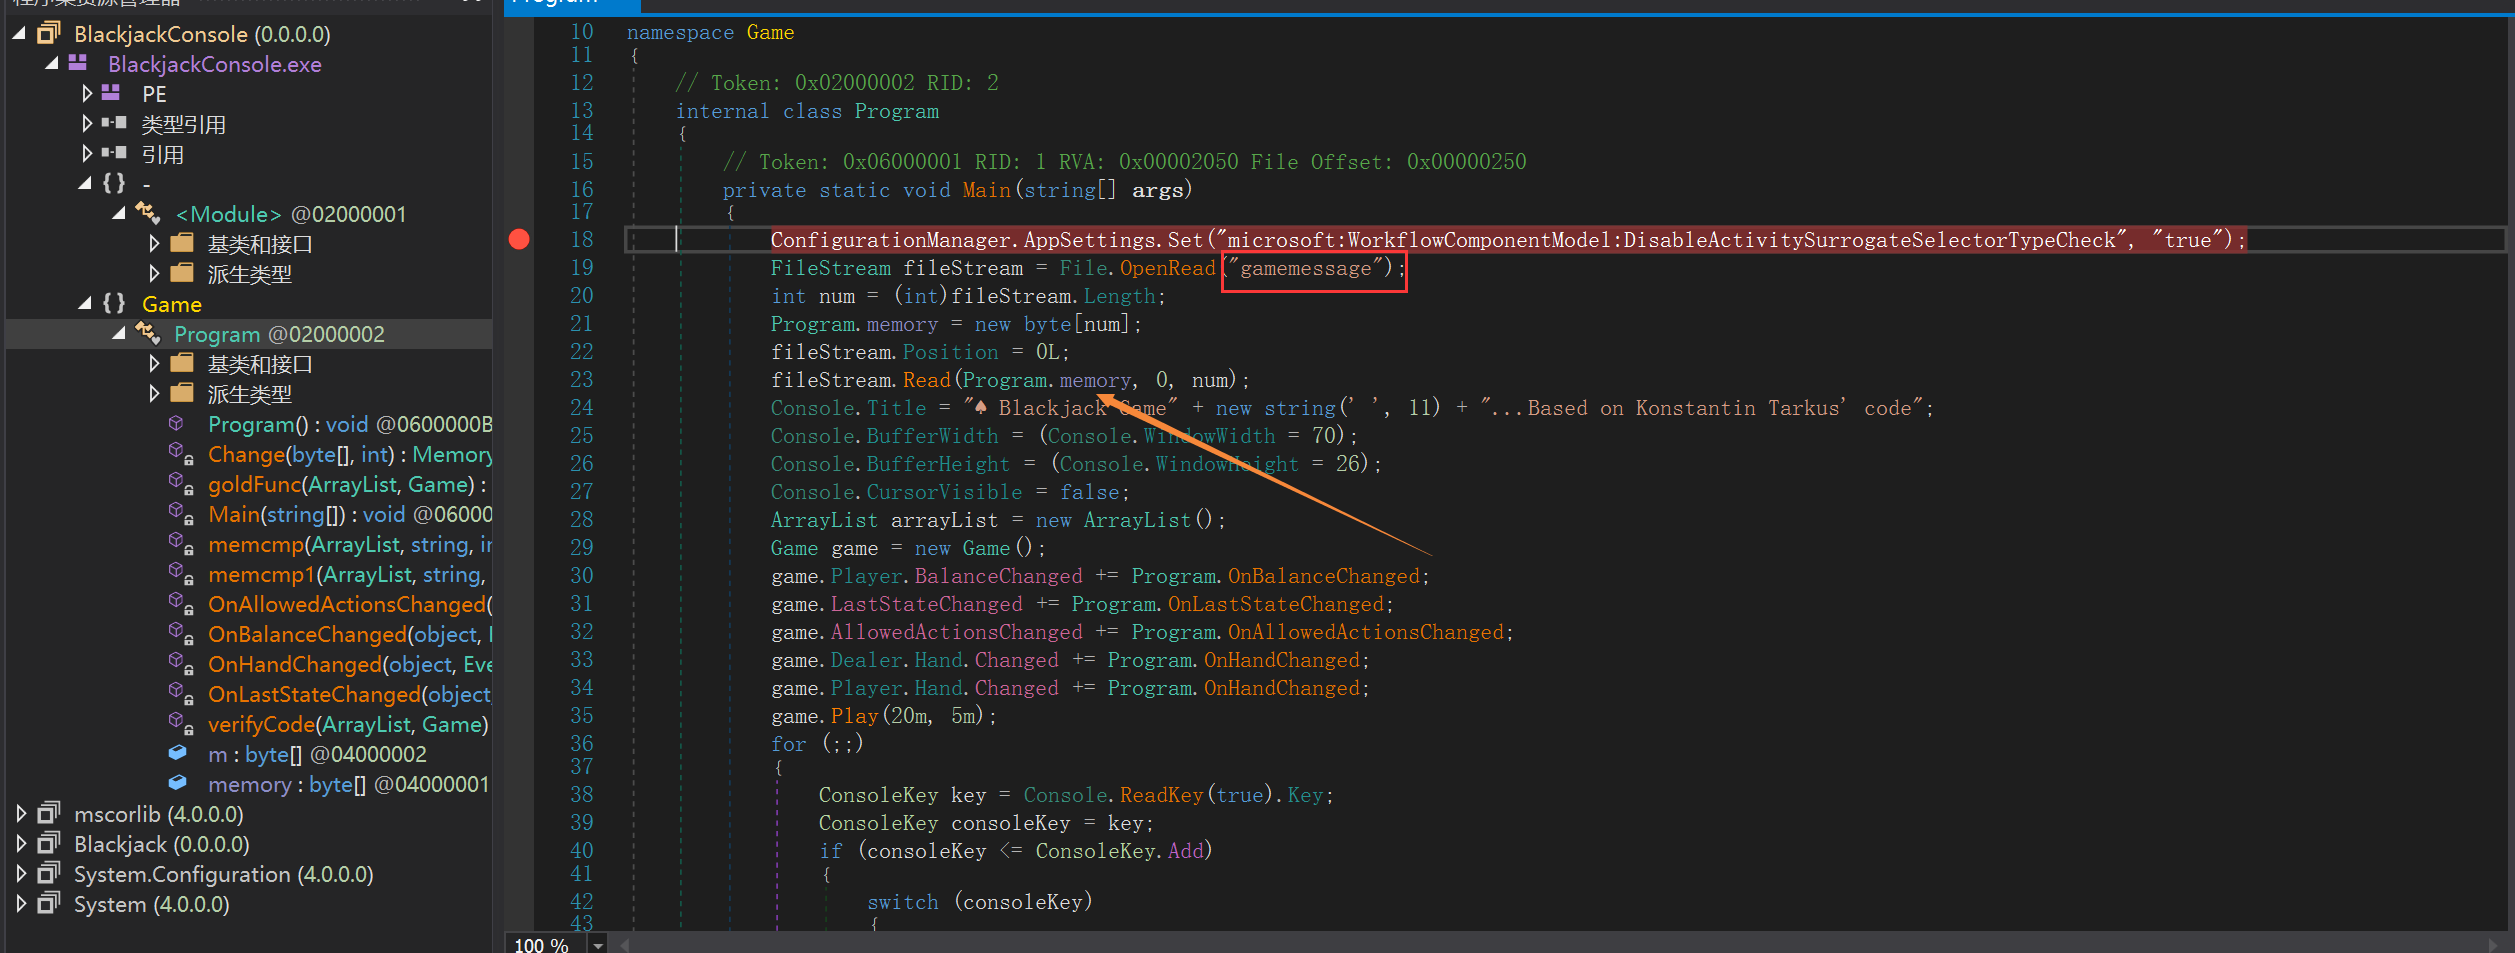 BlackjackConsole (0.0.0.0)
BlackjackConsole.exe
PE
类型引用
引用
{ } -
<Module> @02000001
基类和接口
派生类型
{ } Game
Program @02000002
基类和接口
派生类型
Program() : void @0600000B
Change(byte[], int) : Memory
goldFunc(ArrayList, Game) :
Main(string[]) : void @06000
memcmp(ArrayList, string, in
memcmp1(ArrayList, string,
OnAllowedActionsChanged(
OnBalanceChanged(object,
OnHandChanged(object, Eve
OnLastStateChanged(object,
verifyCode(ArrayList, Game)
m : byte[] @04000002
memory : byte[] @04000001
mscorlib (4.0.0.0)
Blackjack (0.0.0.0)
System.Configuration (4.0.0.0)
System (4.0.0.0)
10 namespace Game
11 {
12 // Token: 0x02000002 RID: 2
13 internal class Program
14 {
15 // Token: 0x06000001 RID: 1 RVA: 0x00002050 File Offset: 0x00000250
16 private static void Main(string[] args)
17 {
18 ConfigurationManager.AppSettings.Set("microsoft:WorkflowComponentModel:DisableActivitySurrogateSelectorTypeCheck", "true");
19 FileStream fileStream = File.OpenRead("gamemessage");
20 int num = (int)fileStream.Length;
21 Program.memory = new byte[num];
22 fileStream.Position = 0L;
23 fileStream.Read(Program.memory, 0, num);
24 Console.Title = "♠ Blackjack Game" + new string(' ', 11) + "...Based on Konstantin Tarkus' code";
25 Console.BufferWidth = (Console.WindowWidth = 70);
26 Console.BufferHeight = (Console.WindowHeight = 26);
27 Console.CursorVisible = false;
28 ArrayList arrayList = new ArrayList();
29 Game game = new Game();
30 game.Player.BalanceChanged += Program.OnBalanceChanged;
31 game.LastStateChanged += Program.OnLastStateChanged;
32 game.AllowedActionsChanged += Program.OnAllowedActionsChanged;
33 game.Dealer.Hand.Changed += Program.OnHandChanged;
34 game.Player.Hand.Changed += Program.OnHandChanged;
35 game.Play(20m, 5m);
36 for (;;)
37 {
38 ConsoleKey key = Console.ReadKey(true).Key;
39 ConsoleKey consoleKey = key;
40 if (consoleKey <= ConsoleKey.Add)
41 {
42 switch (consoleKey)
43 {
100 %